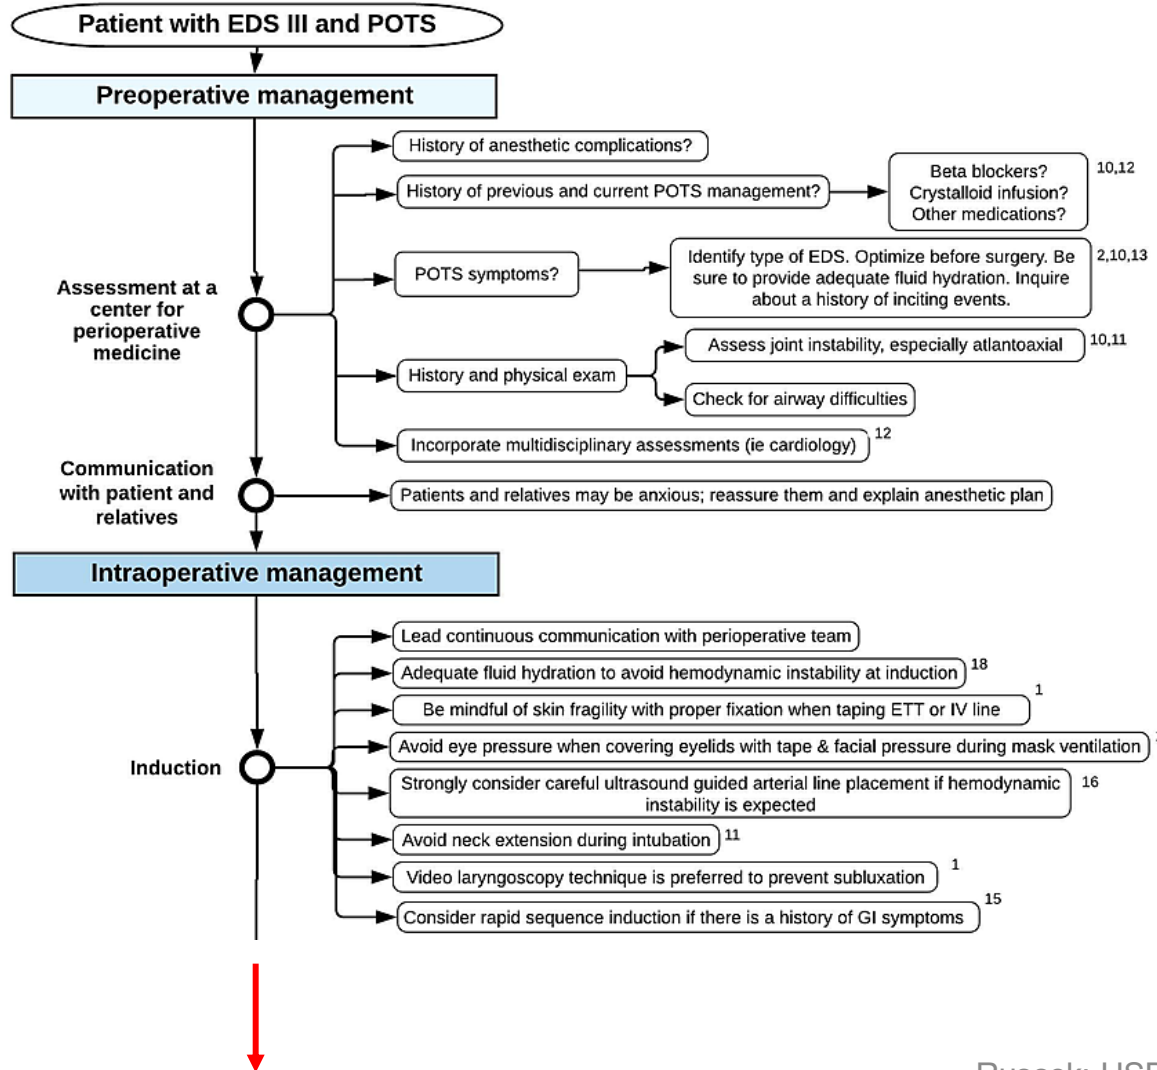 Patient with EDS III and POTS
Preoperative management
History of anesthetic complications?
History of previous and current POTS management?
Beta blockers?
Crystalloid infusion?
Other medications?
10,12
POTS symptoms?
Identify type of EDS. Optimize before surgery. Be
sure to provide adequate fluid hydration. Inquire
about a history of inciting events.
2,10,13
Assessment at a
center for
perioperative
medicine
History and physical exam
Assess joint instability, especially atlantoaxial
10,11
Check for airway difficulties
Incorporate multidisciplinary assessments (ie cardiology)
12
Communication
with patient and
relatives
Patients and relatives may be anxious; reassure them and explain anesthetic plan
Intraoperative management
Lead continuous communication with perioperative team
Adequate fluid hydration to avoid hemodynamic instability at induction
18
Be mindful of skin fragility with proper fixation when taping ETT or IV line
1
Avoid eye pressure when covering eyelids with tape & facial pressure during mask ventilation
Induction
Strongly consider careful ultrasound guided arterial line placement if hemodynamic
instability is expected
16
Avoid neck extension during intubation
11
Video laryngoscopy technique is preferred to prevent subluxation
1
Consider rapid sequence induction if there is a history of GI symptoms
15